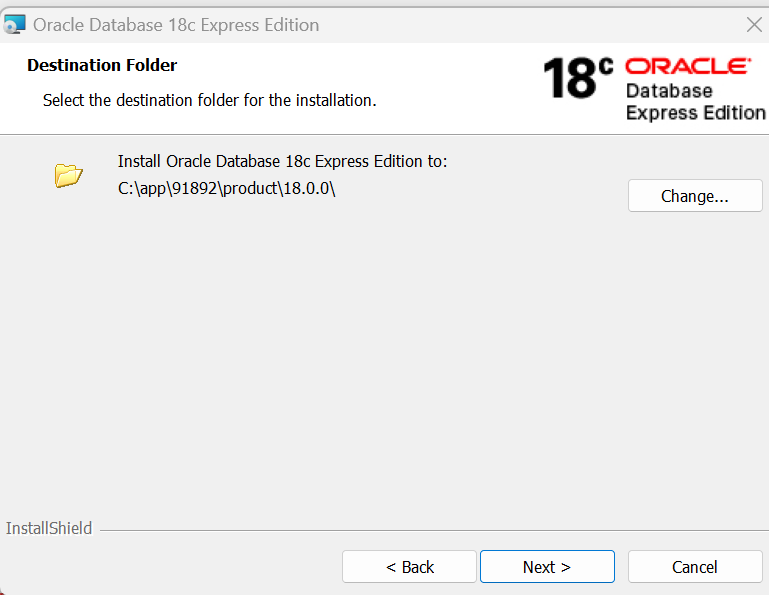 Oracle Database 18c Express Edition
Destination Folder
Select the destination folder for the installation.
18c ORACLE
Database
Express Edition
Install Oracle Database 18c Express Edition to:
C:\app\91892\product\18.0.0\
Change...
InstallShield
< Back
Next >
Cancel